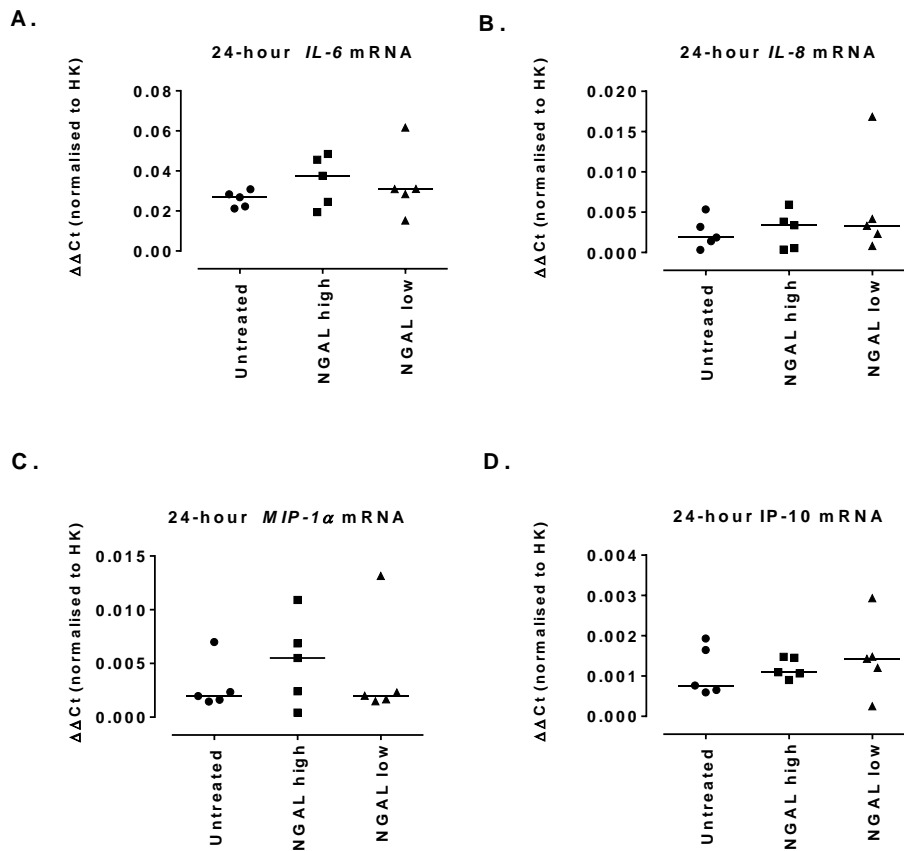 A.
24-hour IL-6 mRNA
ΔΔCt (normalised to HK)
0.08
0.06
0.04
0.02
0.00
Untreated
NGAL high
NGAL low
B.
24-hour IL-8 mRNA
ΔΔCt (normalised to HK)
0.020
0.015
0.010
0.005
0.000
Untreated
NGAL high
NGAL low
C.
24-hour MIP-1α mRNA
ΔΔCt (normalised to HK)
0.015
0.010
0.005
0.000
Untreated
NGAL high
NGAL low
D.
24-hour IP-10 mRNA
ΔΔCt (normalised to HK)
0.004
0.003
0.002
0.001
0.000
Untreated
NGAL high
NGAL low